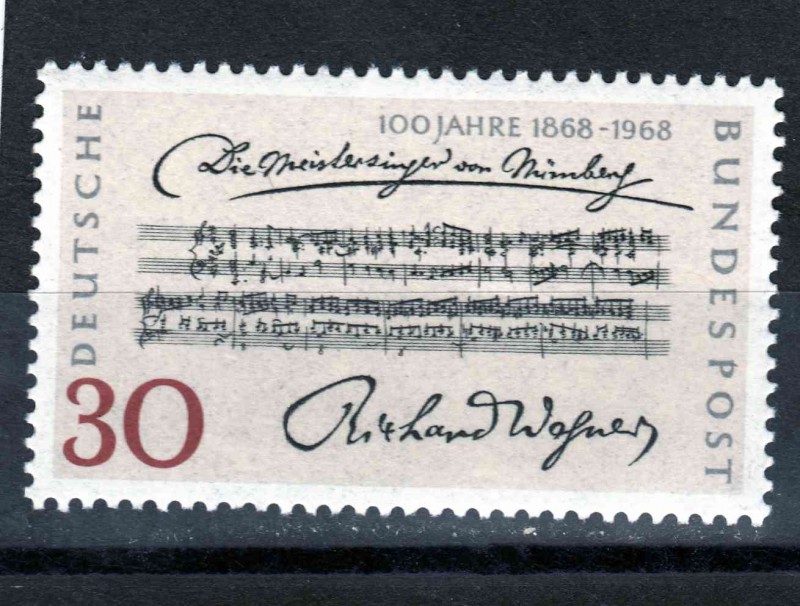 DEUTSCHE
100 JAHRE 1868-1968
Die Meistersinger von Nürnberg
BUNDESPOST
30
Richard Wagner